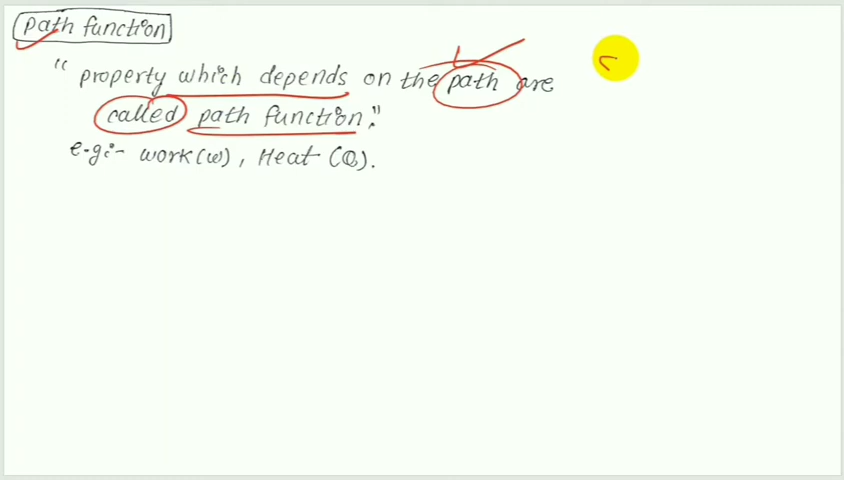 path function
" property which depends on the path are
called path function."
e.g:- work(w), Heat (Q).